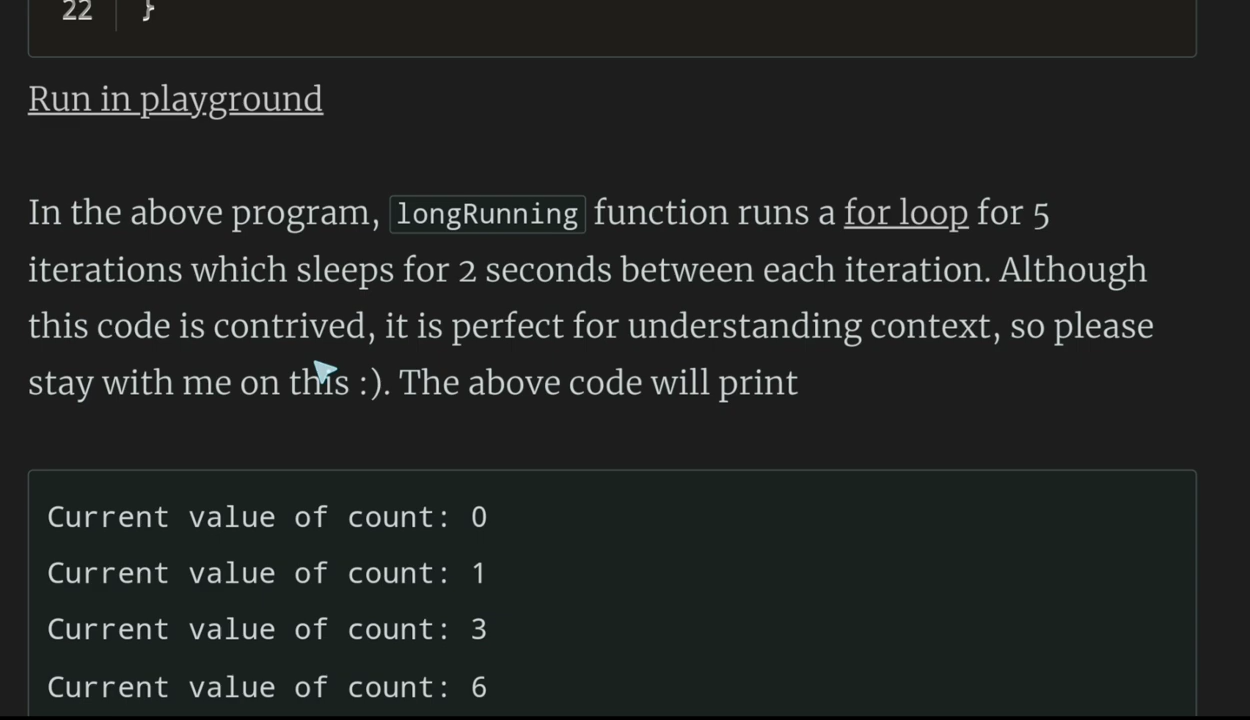 22 }
Run in playground
In the above program, longRunning function runs a for loop for 5
iterations which sleeps for 2 seconds between each iteration. Although
this code is contrived, it is perfect for understanding context, so please
stay with me on this :). The above code will print
Current value of count: 0
Current value of count: 1
Current value of count: 3
Current value of count: 6